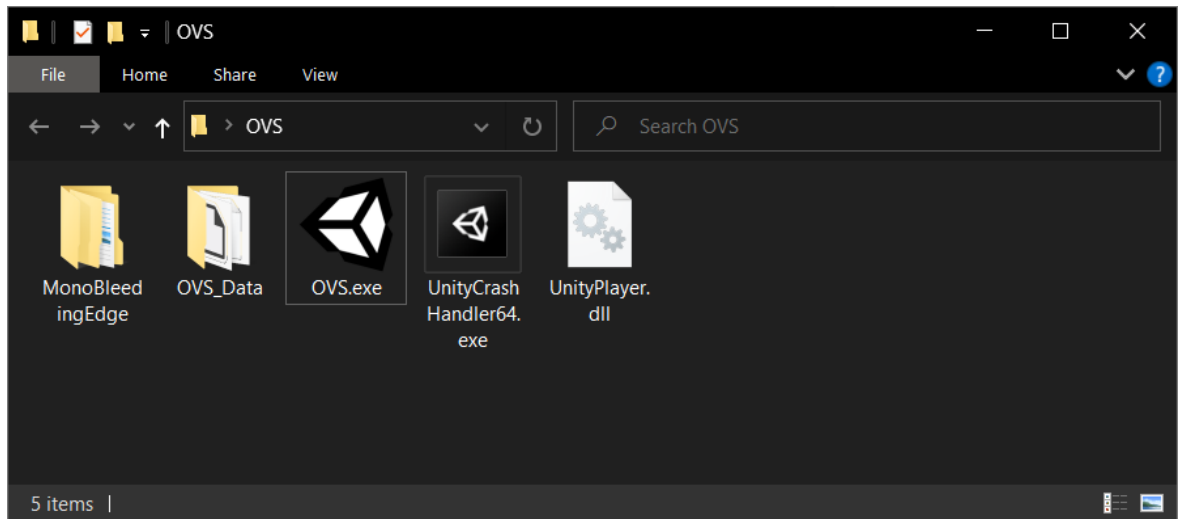 OVS
File Home Share View
OVS Search OVS
MonoBleed
ingEdge
OVS_Data
OVS.exe
UnityCrash
Handler64.
exe
UnityPlayer.
dll
5 items